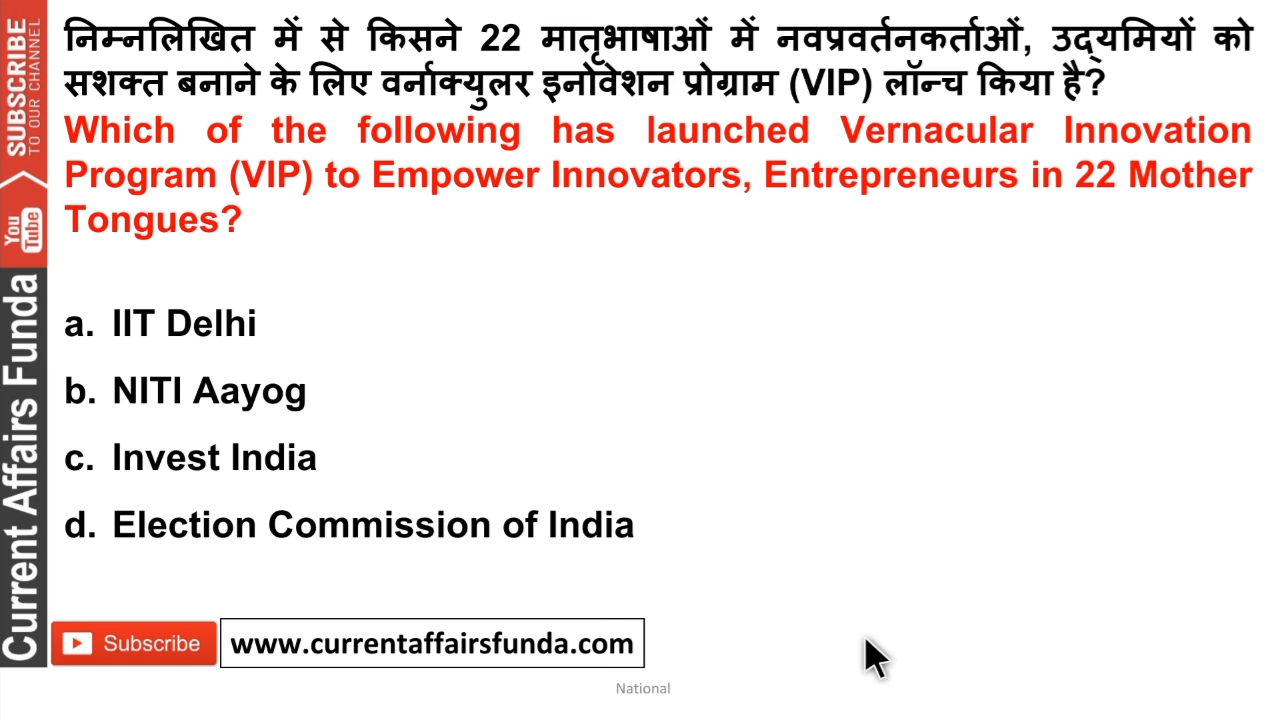 निम्नलिखित में से किसने 22 मातृभाषाओं में नवप्रवर्तनकर्ताओं, उद्यमियों को
सशक्त बनाने के लिए वर्नाक्युलर इनोवेशन प्रोग्राम (VIP) लॉन्च किया है?
Which of the following has launched Vernacular Innovation
Program (VIP) to Empower Innovators, Entrepreneurs in 22 Mother
Tongues?
a. IIT Delhi
b. NITI Aayog
c. Invest India
d. Election Commission of India
SUBSCRIBE
TO OUR CHANNEL
You
Tube
Current Affairs Funda
Subscribe
www.currentaffairsfunda.com
National